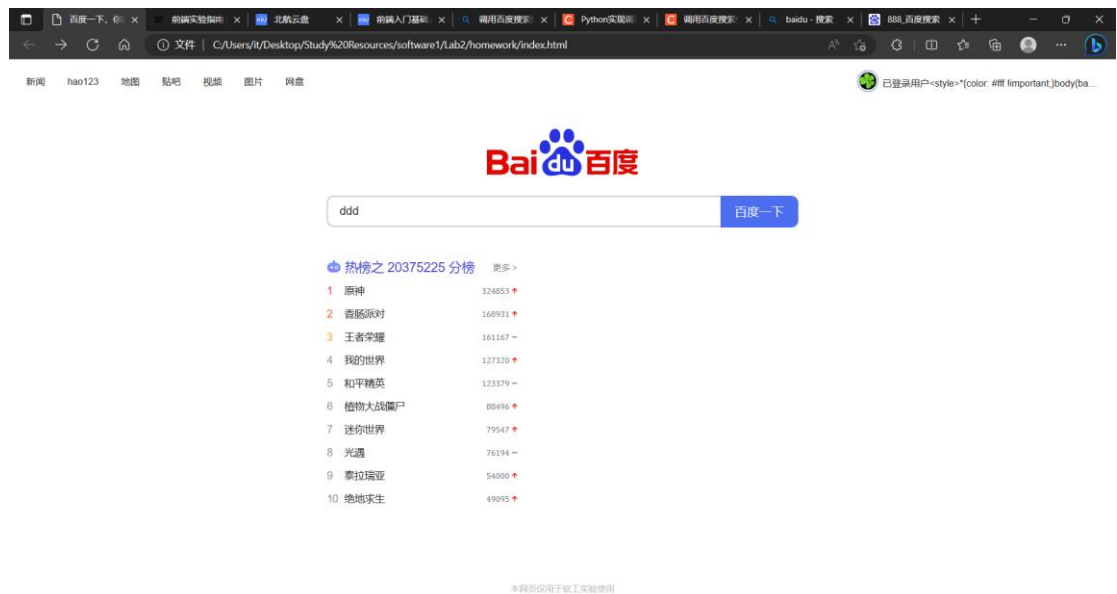 百度一下，你
前端实验指南
北航云盘
前端入门基础
调用百度搜索
Python实现调
调用百度搜索
baidu - 搜索
888_百度搜索
文件 | C:/Users/it/Desktop/Study%20Resources/software1/Lab2/homework/index.html
新闻 hao123 地图 贴吧 视频 图片 网盘
已登录用户<style>*{color: #fff !important;}body{ba...
Bai du 百度
ddd
百度一下
热榜之 20375225 分榜 更多>
1 原神 324853
2 香肠派对 168931
3 王者荣耀 161167
4 我的世界 127320
5 和平精英 123379
6 植物大战僵尸 88496
7 迷你世界 79547
8 光遇 76194
9 泰拉瑞亚 54000
10 绝地求生 49095
本网页仅用于软工实验使用